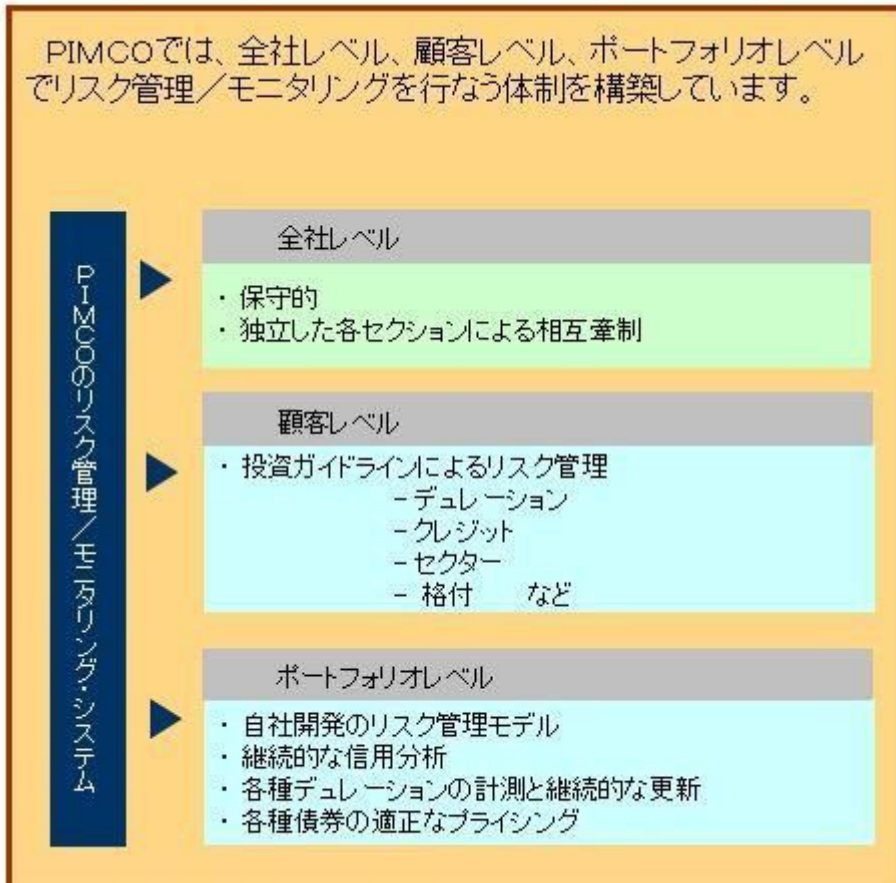 PIMCOでは、全社レベル、顧客レベル、ポートフォリオレベル
でリスク管理／モニタリングを行なう体制を構築しています。
PIMCOのリスク管理／モニタリング・システム
全社レベル
・ 保守的
・ 独立した各セクションによる相互牽制
顧客レベル
・ 投資ガイドラインによるリスク管理
－デュレーション
－クレジット
－セクター
－ 格付　など
ポートフォリオレベル
・ 自社開発のリスク管理モデル
・ 継続的な信用分析
・ 各種デュレーションの計測と継続的な更新
・ 各種債券の適正なプライシング